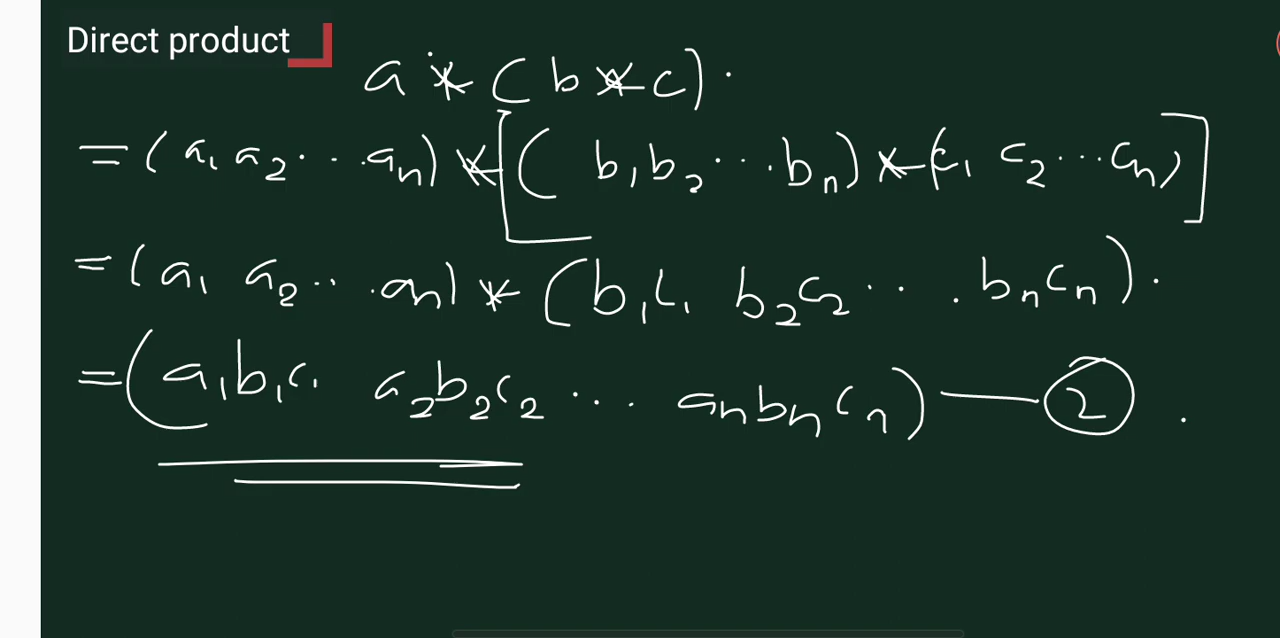 Direct product
a * (b * c).
= (a₁ a₂ ... aₙ) * [(b₁ b₂ ... bₙ) * (c₁ c₂ ... cₙ)]
= (a₁ a₂ ... aₙ) * (b₁c₁ b₂c₂ ... bₙcₙ).
= (a₁b₁c₁ a₂b₂c₂ ... aₙbₙcₙ) — ② .